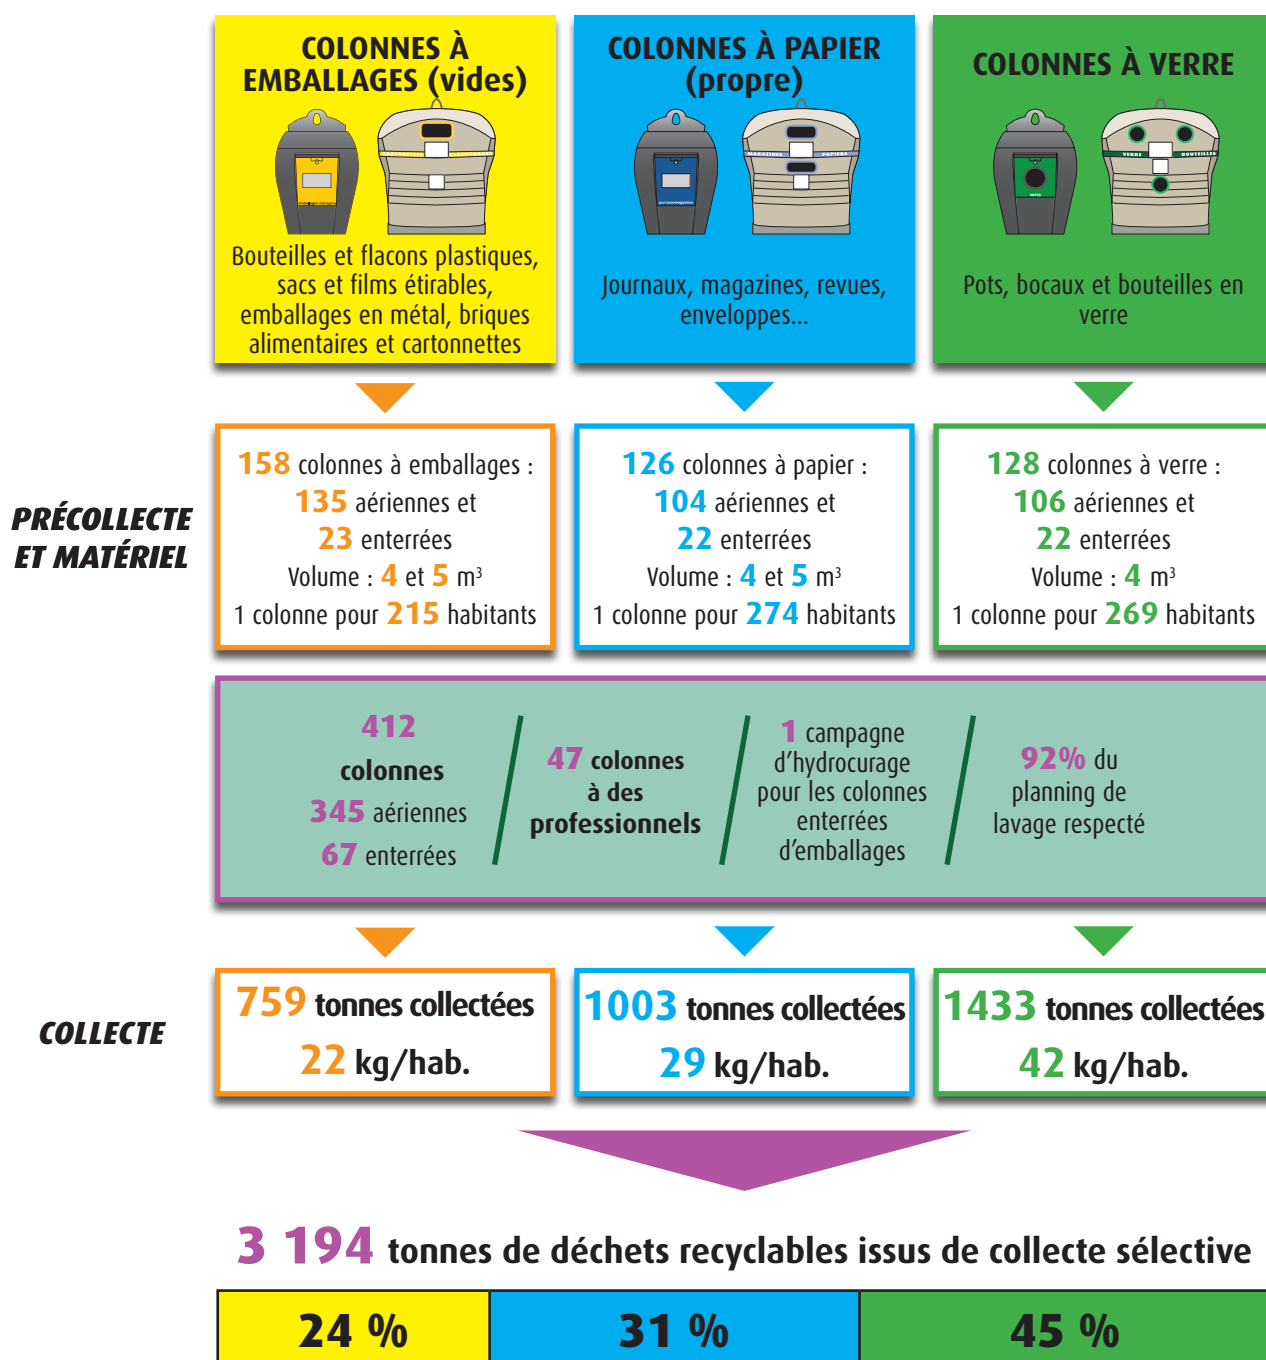 COLONNES À
EMBALLAGES (vides)
Bouteilles et flacons plastiques,
sacs et films étirables,
emballages en métal, briques
alimentaires et cartonnettes
COLONNES À PAPIER
(propre)
MAGAZINES PAPIERS
journaux-magazines
Journaux, magazines, revues,
enveloppes...
COLONNES À VERRE
VERRE BOUTEILLES
verre
Pots, bocaux et bouteilles en
verre
PRÉCOLLECTE
ET MATÉRIEL
158 colonnes à emballages :
135 aériennes et
23 enterrées
Volume : 4 et 5 m³
1 colonne pour 215 habitants
126 colonnes à papier :
104 aériennes et
22 enterrées
Volume : 4 et 5 m³
1 colonne pour 274 habitants
128 colonnes à verre :
106 aériennes et
22 enterrées
Volume : 4 m³
1 colonne pour 269 habitants
412
colonnes
345 aériennes
67 enterrées
47 colonnes
à des
professionnels
1 campagne
d'hydrocurage
pour les colonnes
enterrées
d'emballages
92% du
planning de
lavage respecté
COLLECTE
759 tonnes collectées
22 kg/hab.
1003 tonnes collectées
29 kg/hab.
1433 tonnes collectées
42 kg/hab.
3 194 tonnes de déchets recyclables issus de collecte sélective
24 %
31 %
45 %